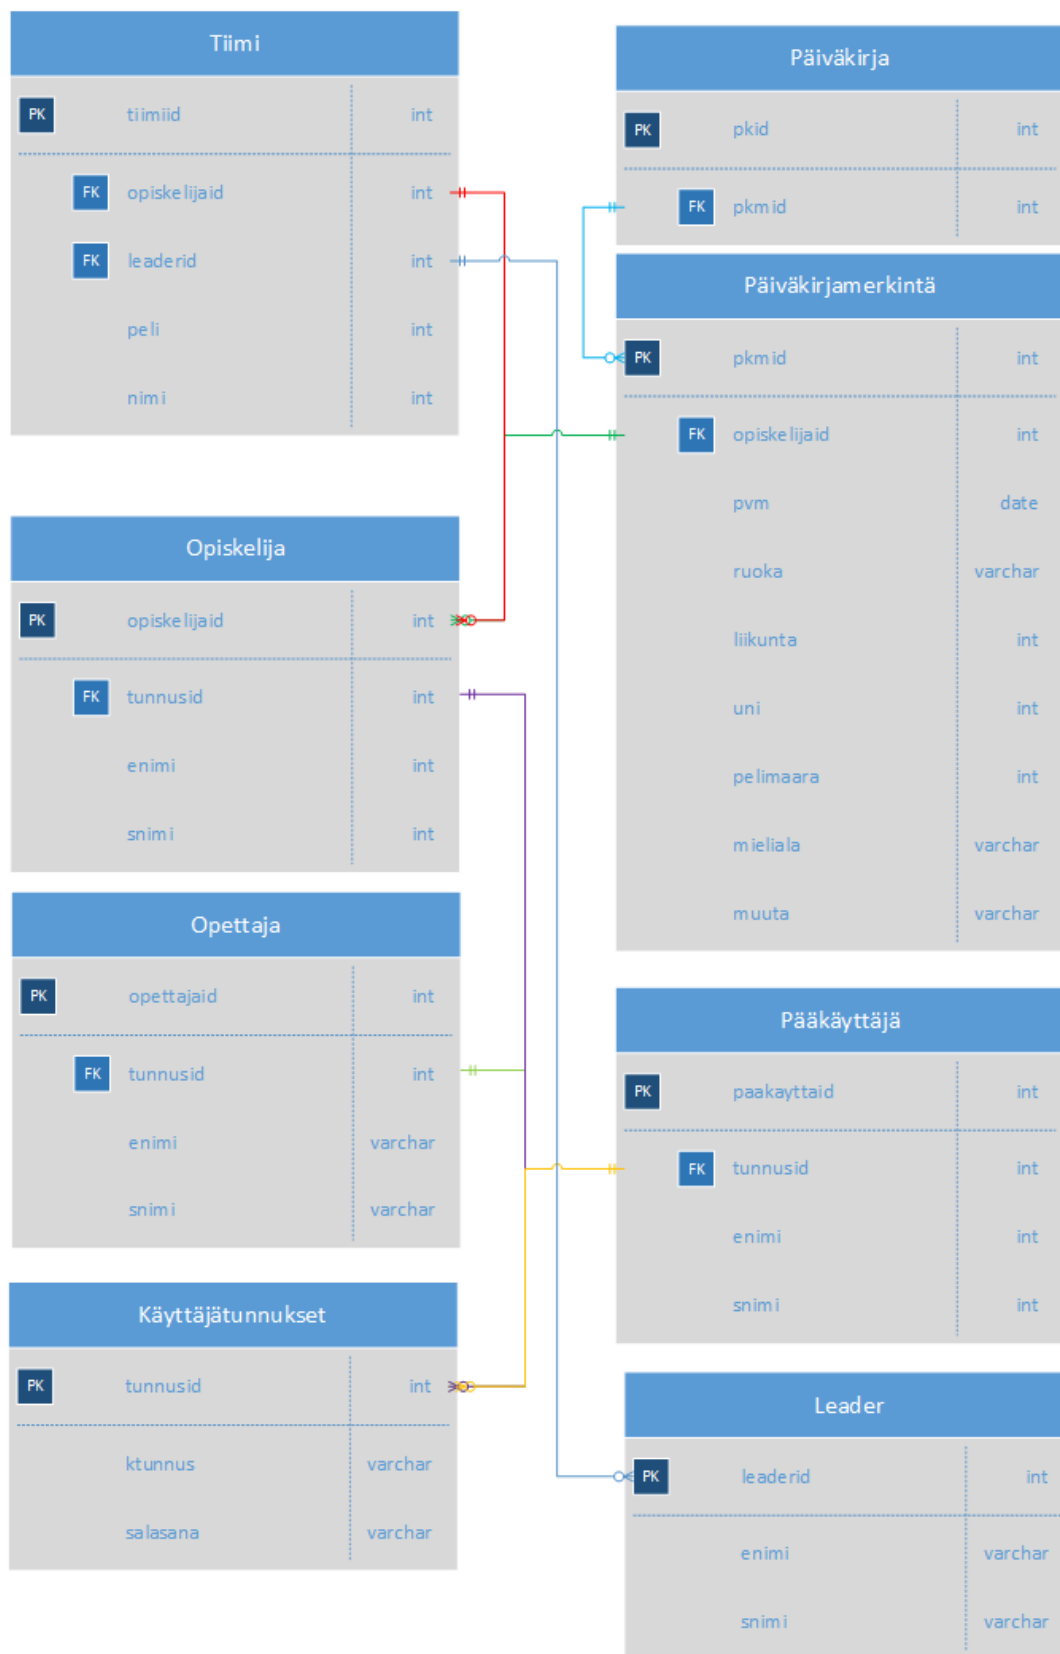 Tiimi
PK tiimiid int
FK opiskelijaid int
FK leaderid int
peli int
nimi int
Opiskelija
PK opiskelijaid int
FK tunnusid int
enimi int
snimi int
Opettaja
PK opettajaid int
FK tunnusid int
enimi varchar
snimi varchar
Käyttäjätunnukset
PK tunnusid int
ktunnus varchar
salasana varchar
Päiväkirja
PK pkid int
FK pkmid int
Päiväkirjamerkintä
PK pkmid int
FK opiskelijaid int
pvm date
ruoka varchar
liikunta int
uni int
pelimaara int
mieliala varchar
muuta varchar
Pääkäyttäjä
PK paakayttaid int
FK tunnusid int
enimi int
snimi int
Leader
PK leaderid int
enimi varchar
snimi varchar